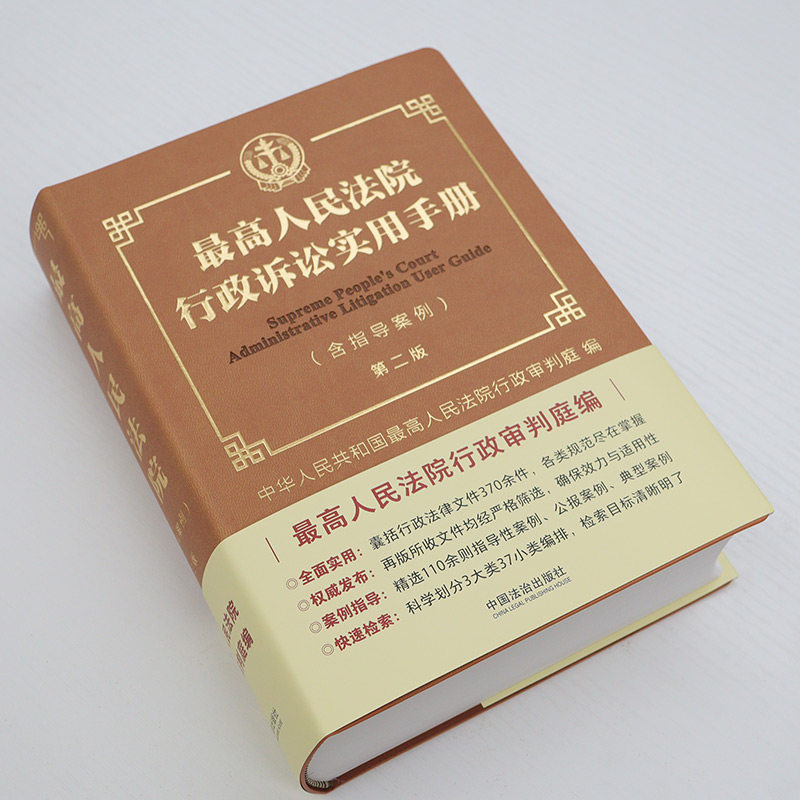 最高人民法院
行政诉讼实用手册
Supreme People's Court
Administrative Litigation User Guide
(含指导案例)
第二版
中华人民共和国最高人民法院行政审判庭 编
最高人民法院行政审判庭编
◎全面实用：囊括行政法律文件370余件，各类规范尽在掌握
◎权威发布：再版所收文件均经严格筛选，确保效力与适用性
◎案例指导：精选110余则指导性案例、公报案例、典型案例
◎快速检索：科学划分3大类37小类编排，检索目标清晰明了
中国法治出版社
CHINA LEGAL PUBLISHING HOUSE
最高人民法院